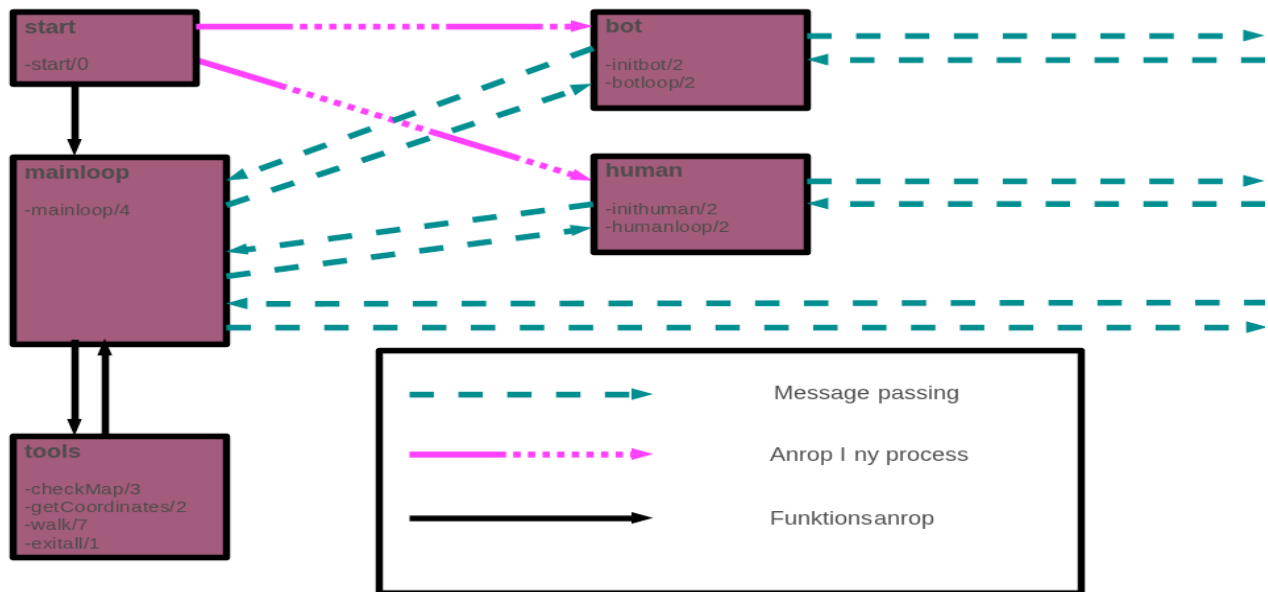 start
-start/0
bot
-initbot/2
-botloop/2
mainloop
-mainloop/4
human
-inithuman/2
-humanloop/2
tools
-checkMap/3
-getCoordinates/2
-walk/7
-exitall/1
Message passing
Anrop I ny process
Funktionsanrop